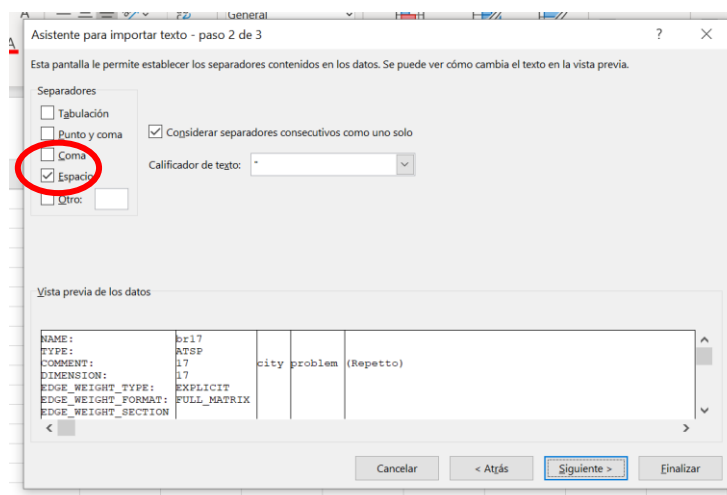 General
Asistente para importar texto - paso 2 de 3
?
Esta pantalla le permite establecer los separadores contenidos en los datos. Se puede ver cómo cambia el texto en la vista previa.
Separadores
Tabulación
Punto y coma
Coma
Espacio
Otro:
Considerar separadores consecutivos como uno solo
Calificador de texto: "
Vista previa de los datos
NAME: br17
TYPE: ATSP
COMMENT: 17 city problem (Repetto)
DIMENSION: 17
EDGE_WEIGHT_TYPE: EXPLICIT
EDGE_WEIGHT_FORMAT: FULL_MATRIX
EDGE_WEIGHT_SECTION
Cancelar < Atrás Siguiente > Finalizar